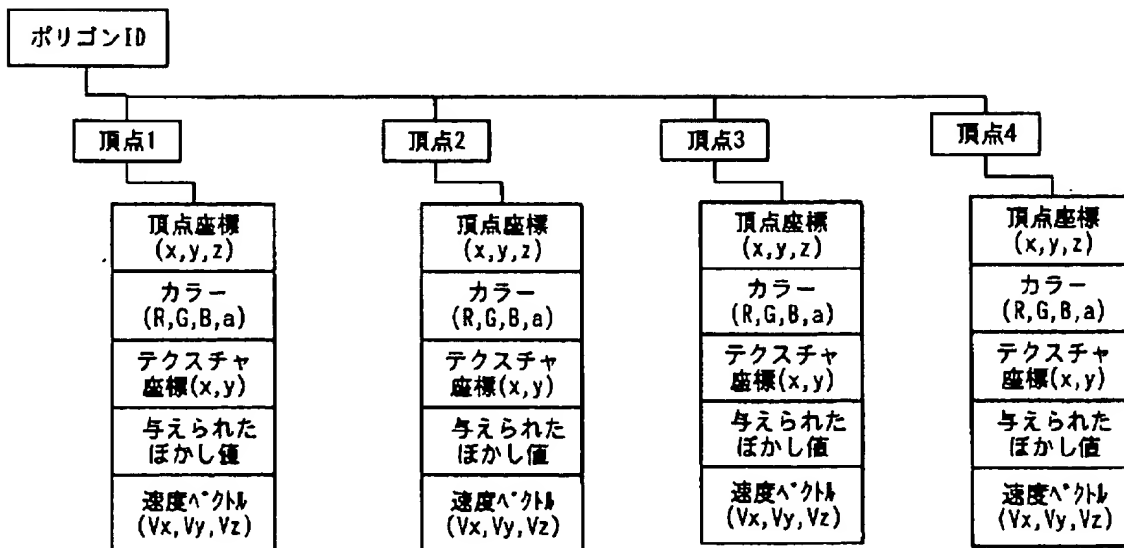 ポリゴンID
頂点1
頂点2
頂点3
頂点4
頂点座標
(x,y,z)
カラー
(R,G,B,a)
テクスチャ
座標(x,y)
与えられた
ぼかし値
速度ベクトル
(Vx,Vy,Vz)
頂点座標
(x,y,z)
カラー
(R,G,B,a)
テクスチャ
座標(x,y)
与えられた
ぼかし値
速度ベクトル
(Vx,Vy,Vz)
頂点座標
(x,y,z)
カラー
(R,G,B,a)
テクスチャ
座標(x,y)
与えられた
ぼかし値
速度ベクトル
(Vx,Vy,Vz)
頂点座標
(x,y,z)
カラー
(R,G,B,a)
テクスチャ
座標(x,y)
与えられた
ぼかし値
速度ベクトル
(Vx,Vy,Vz)